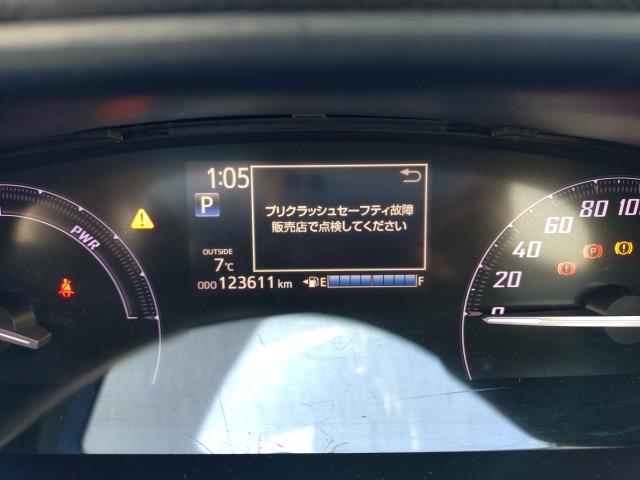 1:05
P
プリクラッシュセーフティ故障
販売店で点検してください
OUTSIDE
7℃
ODO 123611 km
E F
PWR
0
20
40
60
80
100
P